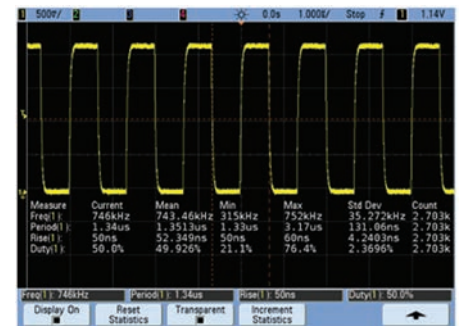 1 500▽/ 2 3 4 0.0s 1.000▽/ Stop ⨍ 1 1.14V
Measure Current Mean Min Max Std Dev Count
Freq(1): 746kHz 743.46kHz 315kHz 752kHz 35.272kHz 2.703k
Period(1): 1.34us 1.3513us 1.33us 3.17us 131.06ns 2.703k
Rise(1): 50ns 52.349ns 50ns 60ns 4.2403ns 2.703k
Duty(1): 50.0% 49.926% 21.1% 76.4% 2.3696% 2.703k
Freq(1): 746kHz Period(1): 1.34us Rise(1): 50ns Duty(1): 50.0%
Display On Reset Statistics Transparent Increment Statistics